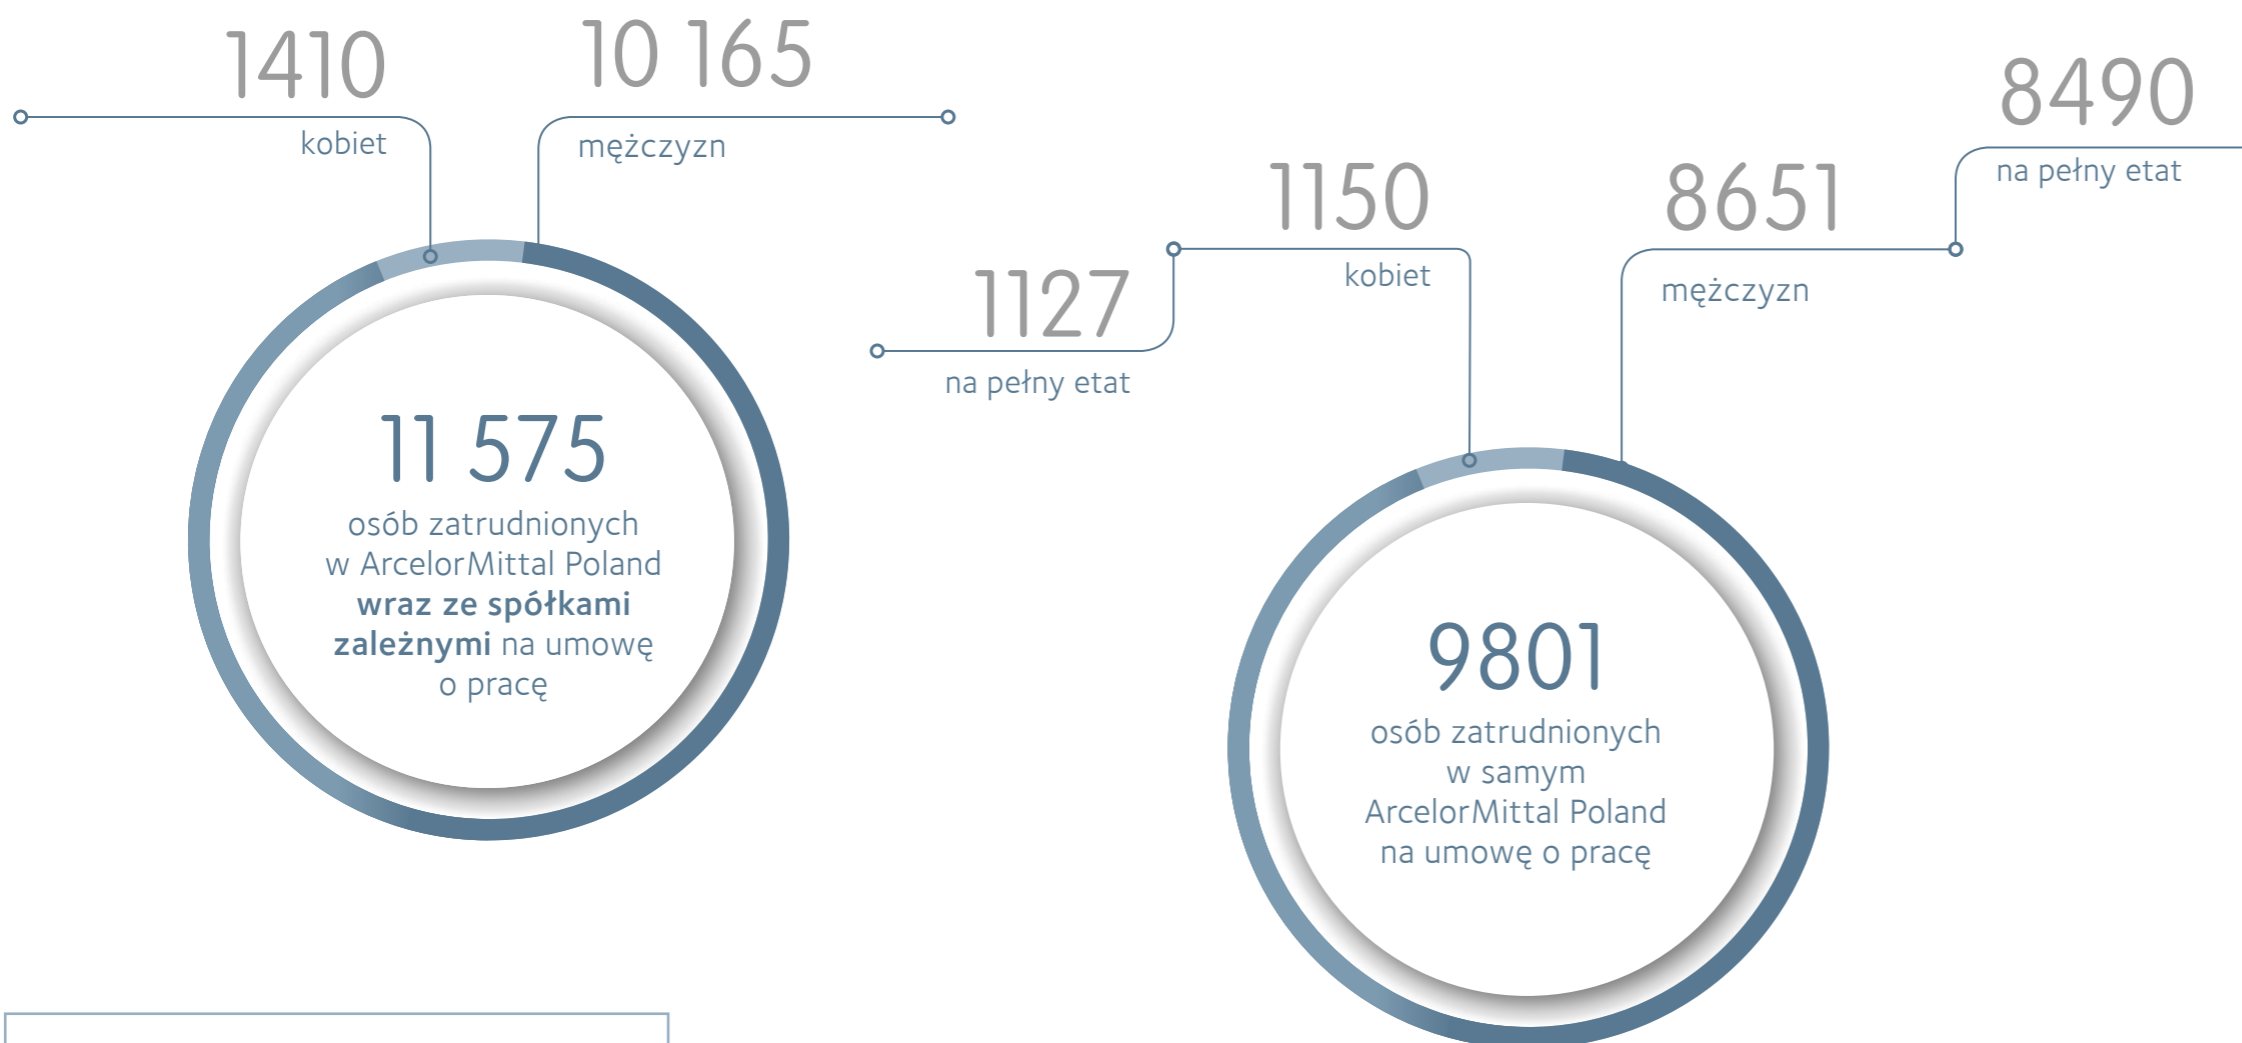 1410
kobiet
10 165
mężczyzn
11 575
osób zatrudnionych
w ArcelorMittal Poland
wraz ze spółkami
zależnymi na umowę
o pracę
1127
na pełny etat
1150
kobiet
8651
mężczyzn
8490
na pełny etat
9801
osób zatrudnionych
w samym
ArcelorMittal Poland
na umowę o pracę